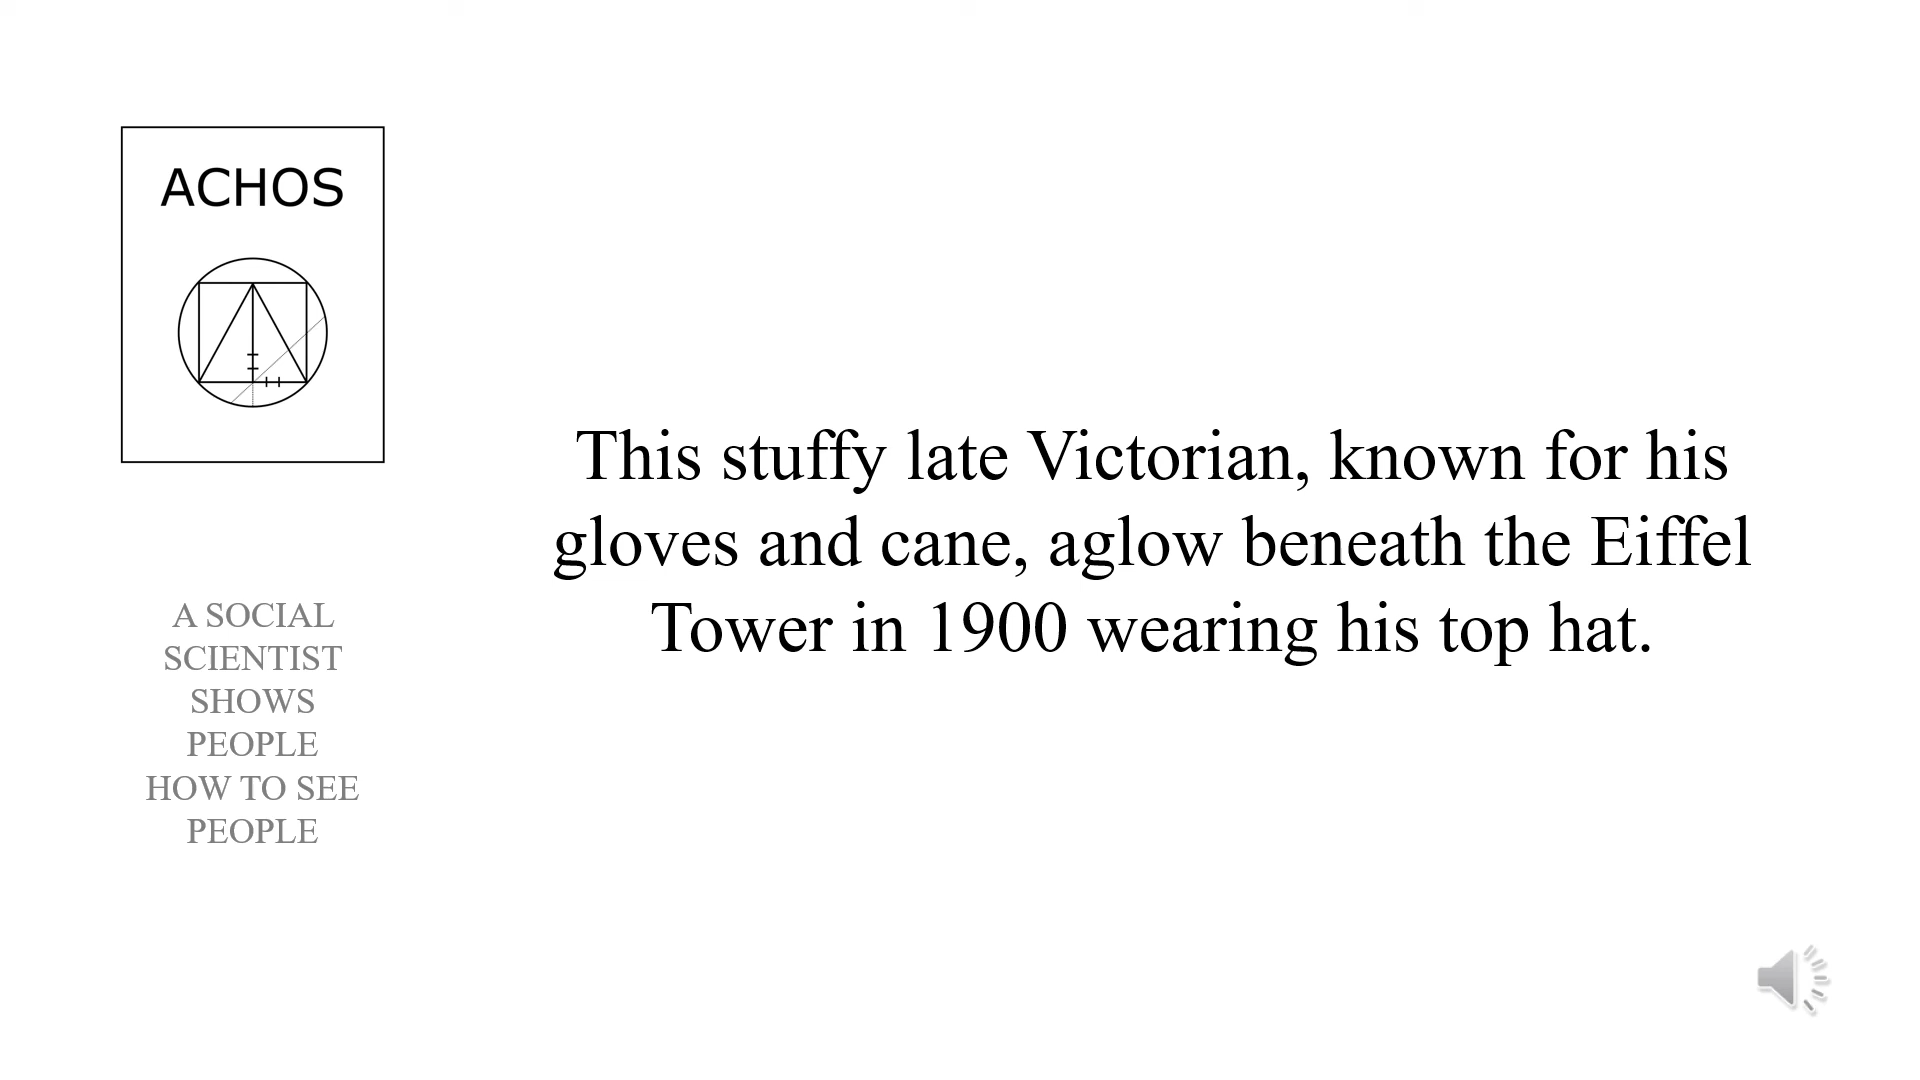 ACHOS
A SOCIAL
SCIENTIST
SHOWS
PEOPLE
HOW TO SEE
PEOPLE
This stuffy late Victorian, known for his
gloves and cane, aglow beneath the Eiffel
Tower in 1900 wearing his top hat.